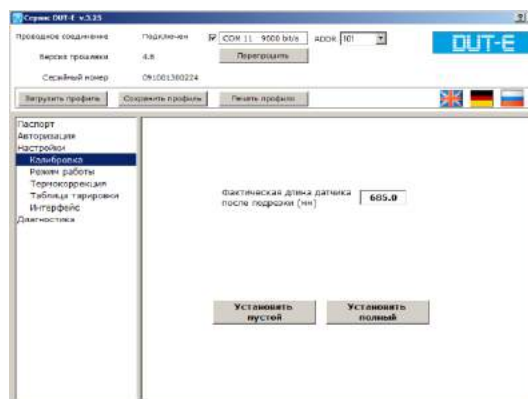 Сервис DUT-E v.3.25
Проводное соединение Подключен COM 11 9600 bit/s ADDR 101
DUT-E
Версия прошивки 4.8 Перепрошить
Серийный номер 091001300224
Загрузить профиль Сохранить профиль Печать профиля
Паспорт
Авторизация
Настройки
Калибровка
Режим работы
Термокоррекция
Таблица тарировки
Интерфейс
Диагностика
Фактическая длина датчика
после подрезки (мм) 685.0
Установить
пустой
Установить
полный